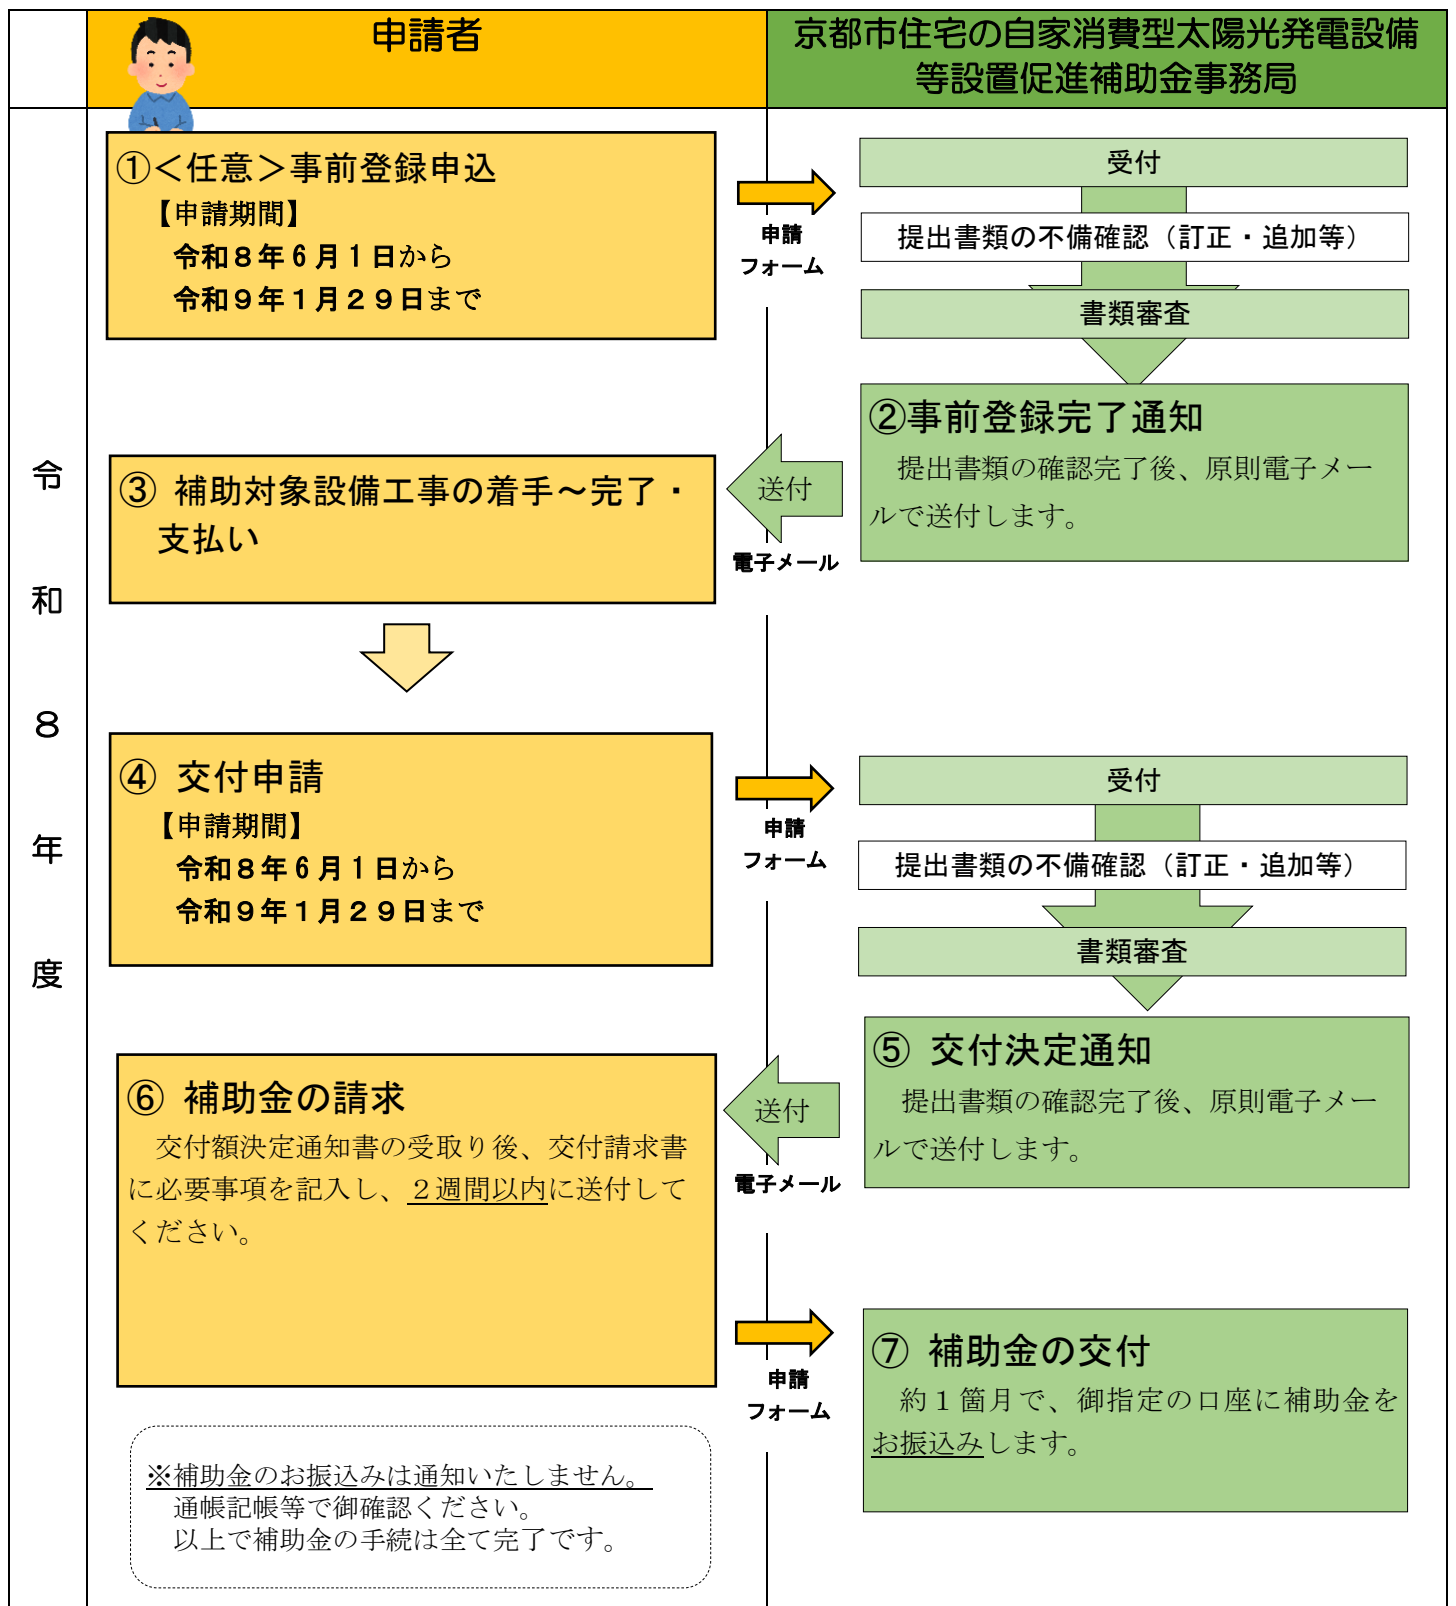 申請者
京都市住宅の自家消費型太陽光発電設備
等設置促進補助金事務局
令和８年度
①＜任意＞事前登録申込
【申請期間】
令和８年６月１日から
令和９年１月２９日まで
申請
フォーム
受付
提出書類の不備確認（訂正・追加等）
書類審査
②事前登録完了通知
提出書類の確認完了後、原則電子メー
ルで送付します。
送付
電子メール
③ 補助対象設備工事の着手～完了・
支払い
④ 交付申請
【申請期間】
令和８年６月１日から
令和９年１月２９日まで
申請
フォーム
受付
提出書類の不備確認（訂正・追加等）
書類審査
⑤ 交付決定通知
提出書類の確認完了後、原則電子メー
ルで送付します。
送付
電子メール
⑥ 補助金の請求
交付額決定通知書の受取り後、交付請求書
に必要事項を記入し、２週間以内に送付して
ください。
申請
フォーム
⑦ 補助金の交付
約１箇月で、御指定の口座に補助金を
お振込みします。
※補助金のお振込みは通知いたしません。
通帳記帳等で御確認ください。
以上で補助金の手続は全て完了です。